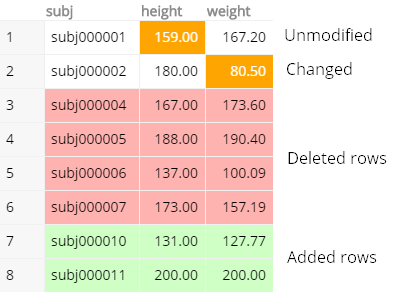 subj height weight
1 subj000001 159.00 167.20 Unmodified
2 subj000002 180.00 80.50 Changed
3 subj000004 167.00 173.60
4 subj000005 188.00 190.40
Deleted rows
5 subj000006 137.00 100.09
6 subj000007 173.00 157.19
7 subj000010 131.00 127.77
Added rows
8 subj000011 200.00 200.00